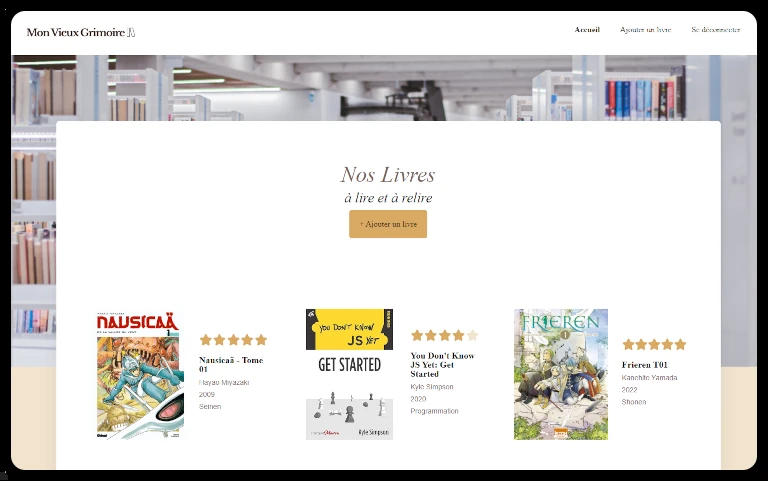 Mon Vieux Grimoire
Accueil
Ajouter un livre
Se déconnecter
Nos Livres
à lire et à relire
+ Ajouter un livre
NAUSICAÄ
1
Glénat
Nausicaä - Tome
01
Hayao Miyazaki
2009
Seinen
YOU DON'T KNOW
JS YET
GET STARTED
Kyle Simpson
You Don't Know
JS Yet: Get
Started
Kyle Simpson
2020
Programmation
FRIEREN
1
Frieren T01
Kanehito Yamada
2022
Shonen